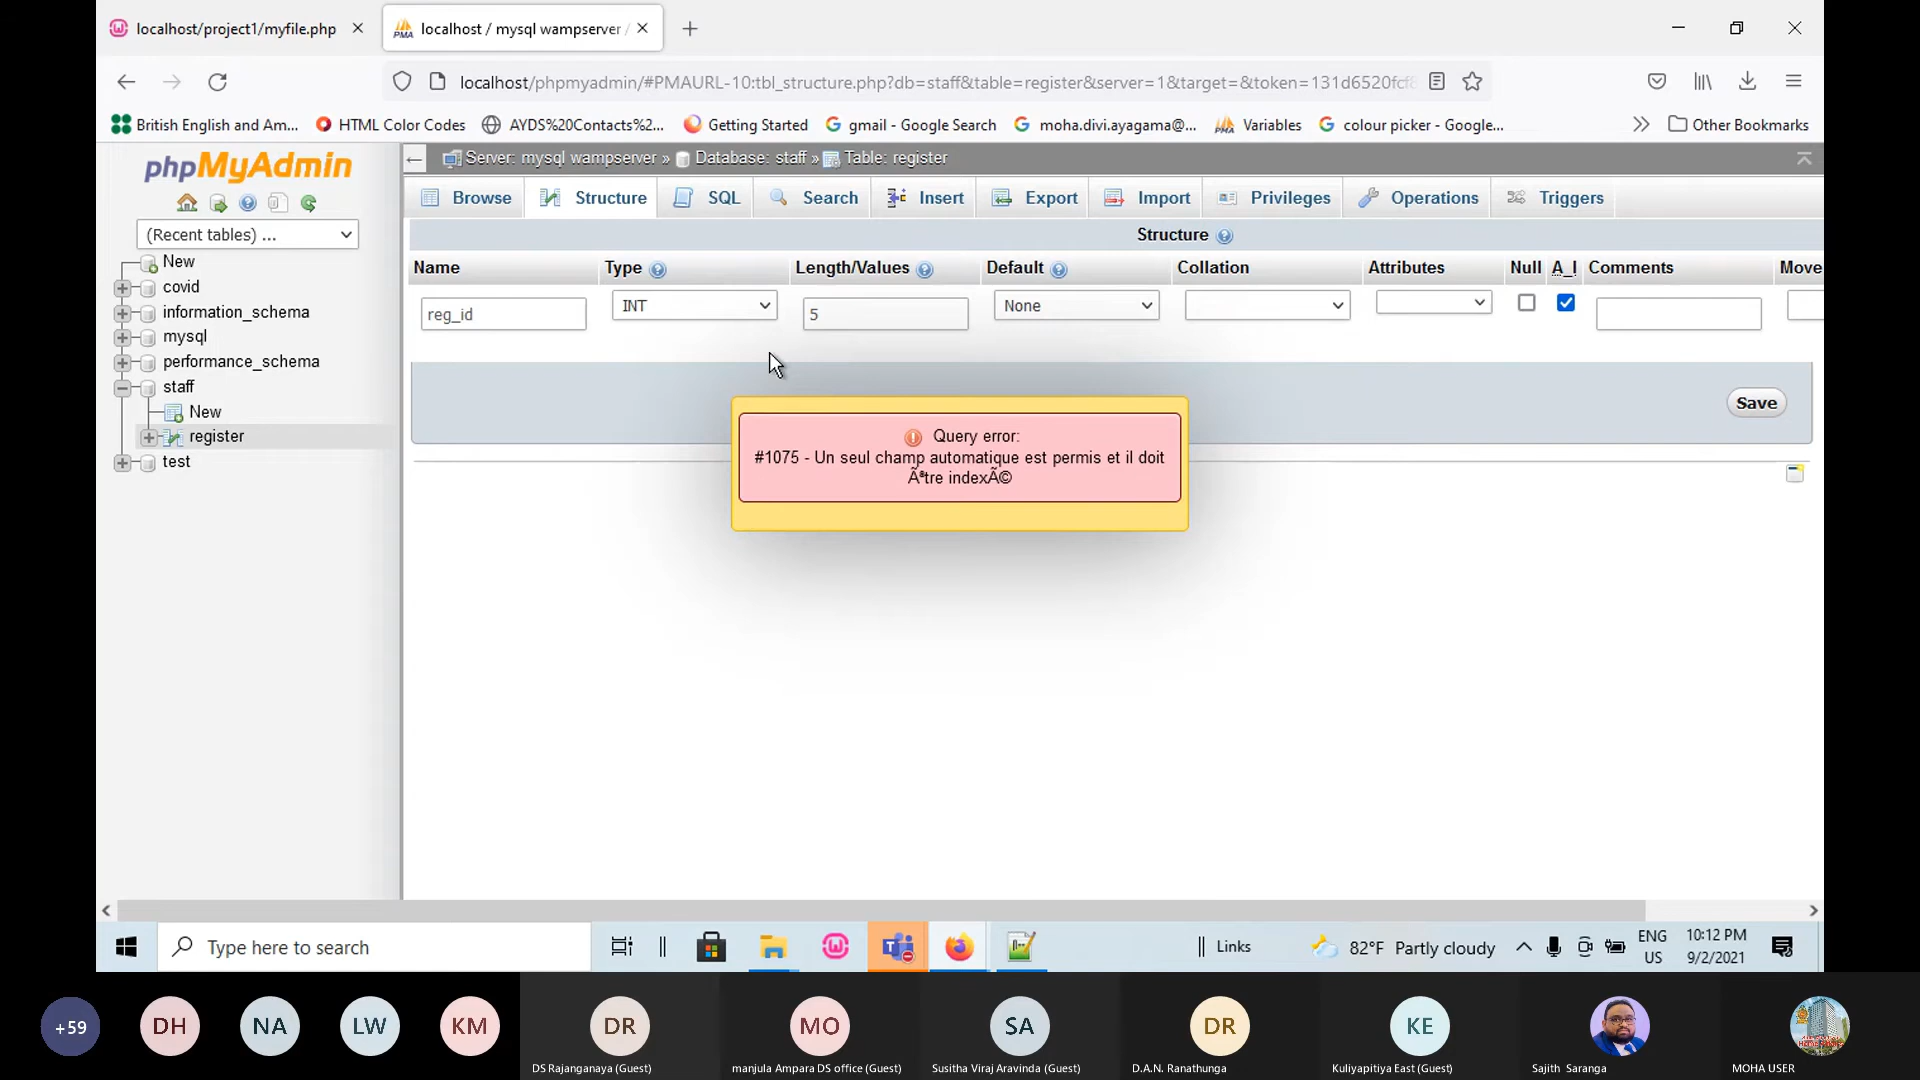 localhost/project1/myfile.php
localhost / mysql wampserver /
localhost/phpmyadmin/#PMAURL-10:tbl_structure.php?db=staff&table=register&server=1&target=&token=131d6520fcf8
British English and Am...
HTML Color Codes
AYDS%20Contacts%2...
Getting Started
gmail - Google Search
moha.divi.ayagama@...
Variables
colour picker - Google...
Other Bookmarks
phpMyAdmin
(Recent tables) ...
New
covid
information_schema
mysql
performance_schema
staff
New
register
test
Server: mysql wampserver » Database: staff » Table: register
Browse
Structure
SQL
Search
Insert
Export
Import
Privileges
Operations
Triggers
Structure
Name Type Length/Values Default Collation Attributes Null A_I Comments Move
reg_id INT 5 None
Save
Query error:
#1075 - Un seul champ automatique est permis et il doit
Ãªtre indexÃ©
Type here to search
Links
82°F Partly cloudy
ENG
US
10:12 PM
9/2/2021
+59
DH
NA
LW
KM
DR
DS Rajanganaya (Guest)
MO
manjula Ampara DS office (Guest)
SA
Susitha Viraj Aravinda (Guest)
DR
D.A.N. Ranathunga
KE
Kuliyapitiya East (Guest)
Sajith Saranga
MOHA USER